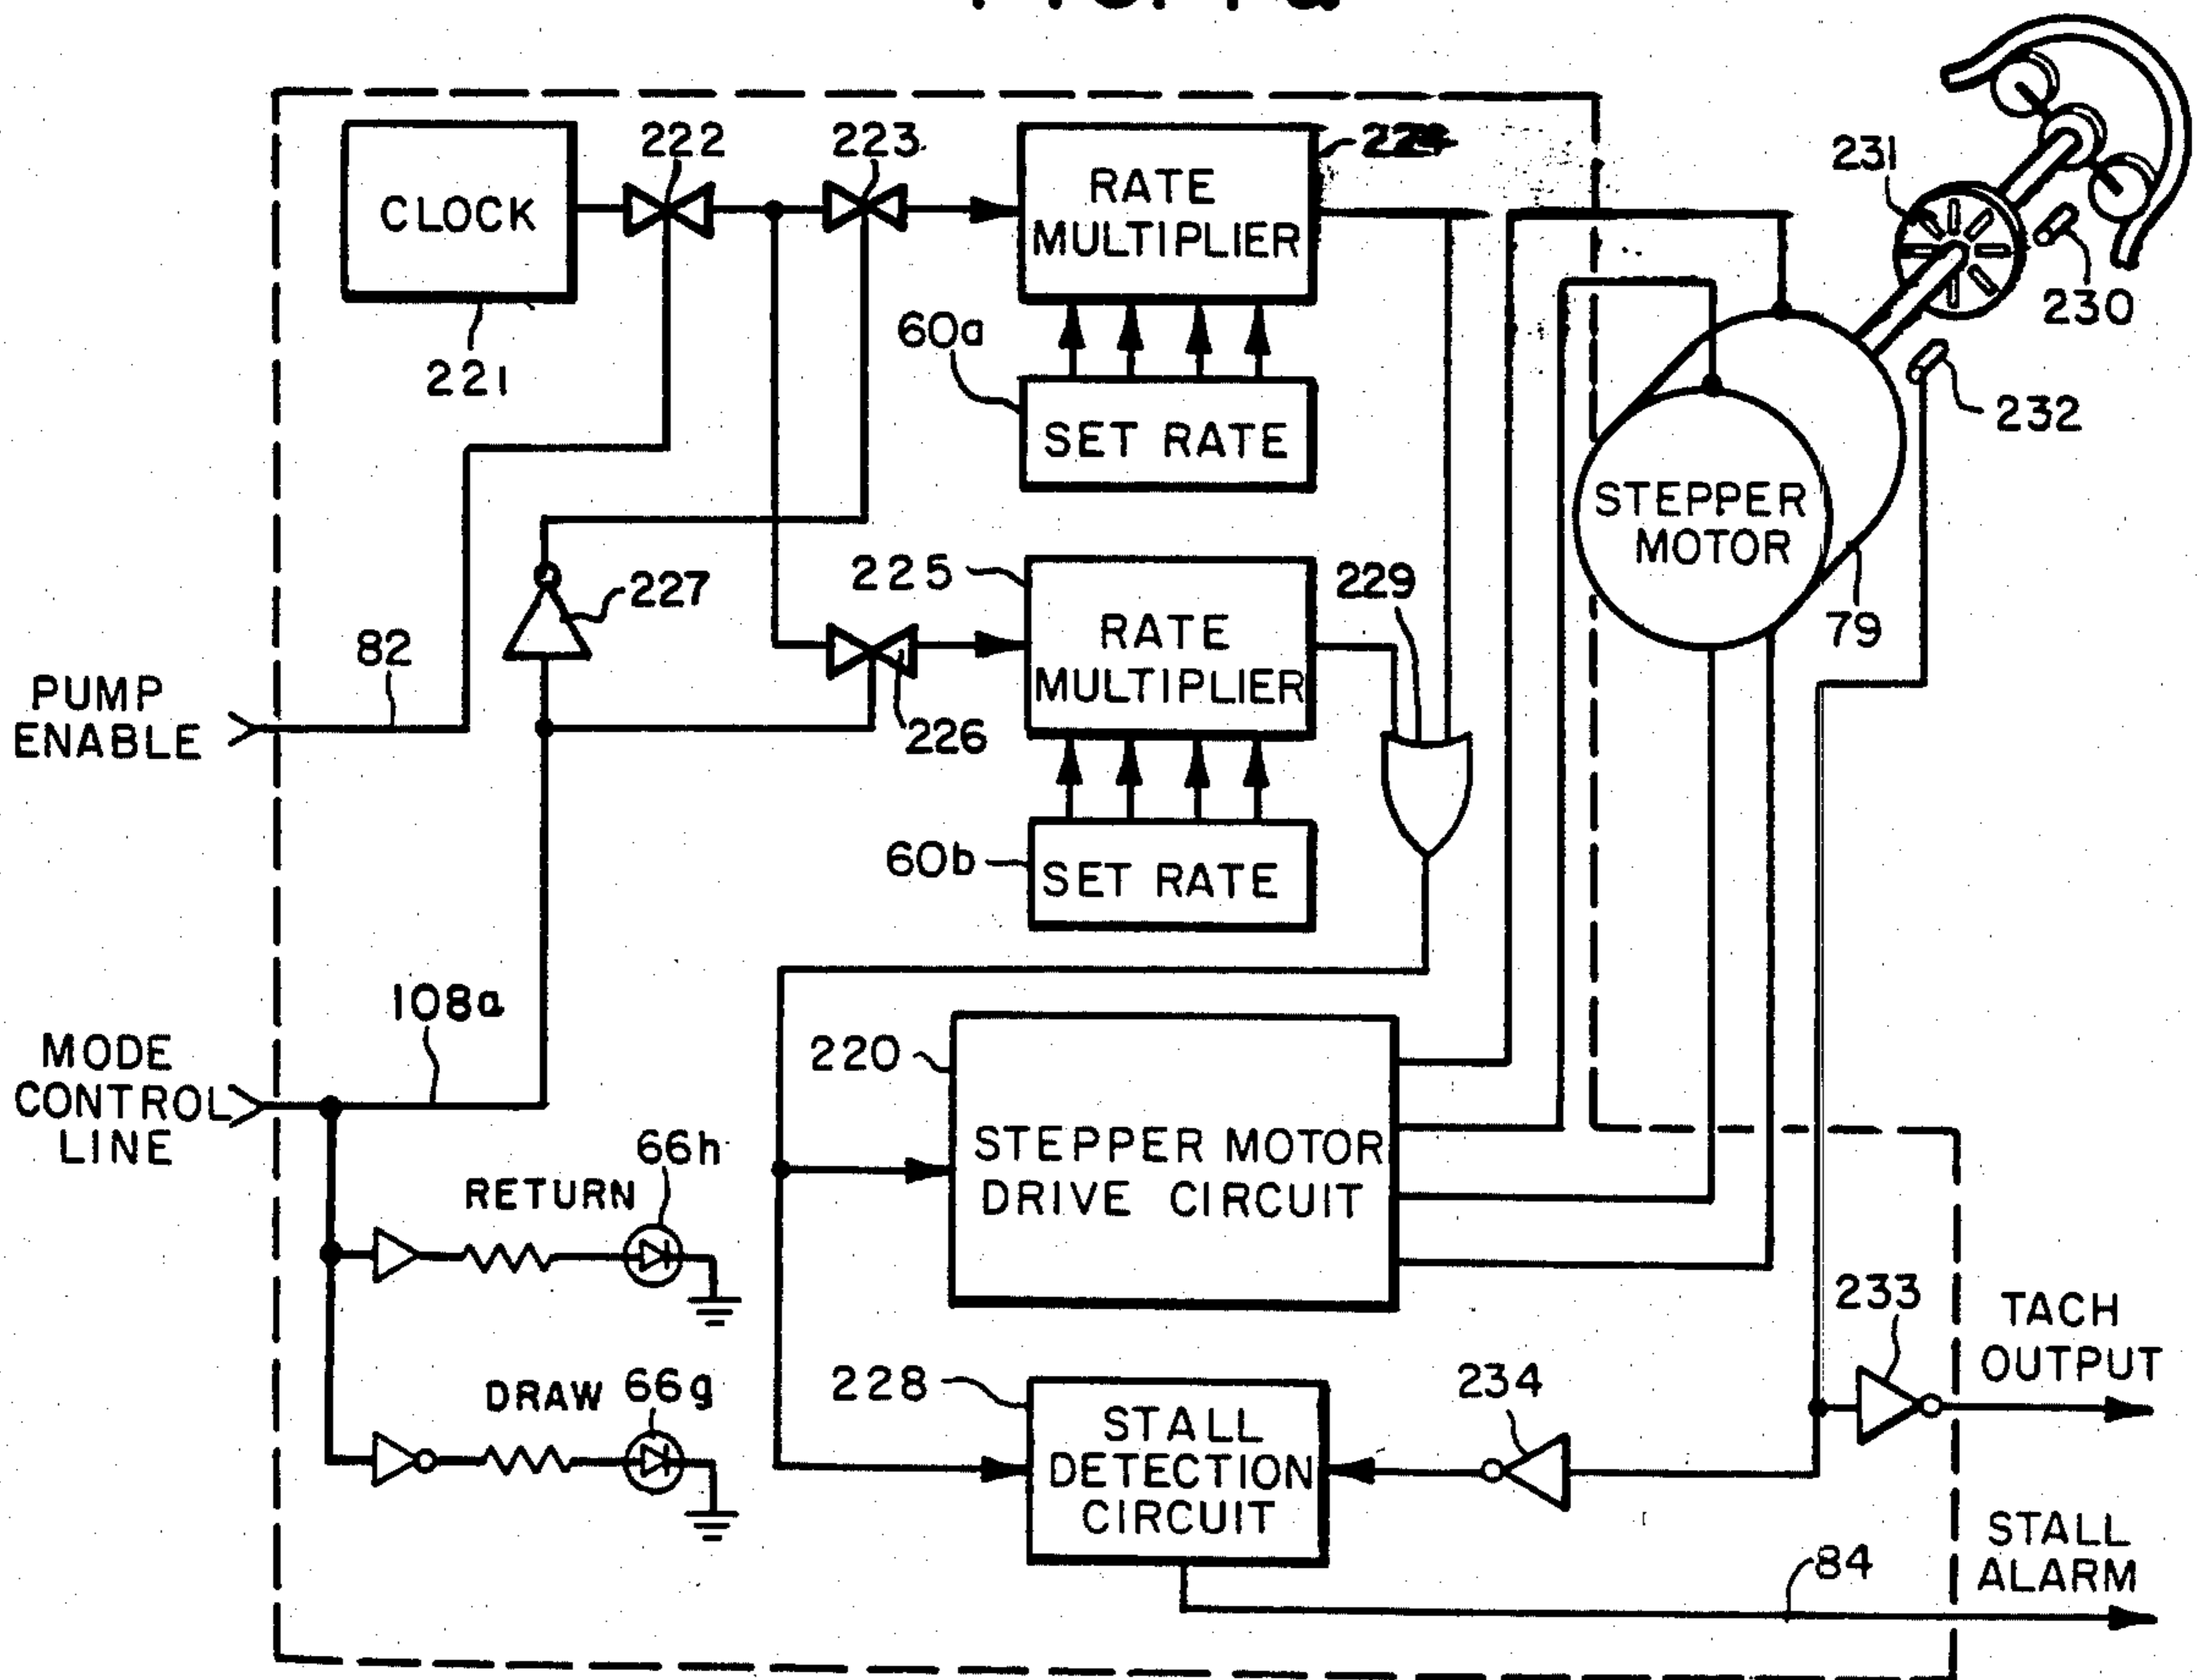 222
223
224
231
CLOCK
RATE
MULTIPLIER
230
60a
221
232
SET RATE
STEPPER
MOTOR
225
229
227
RATE
MULTIPLIER
79
82
PUMP
ENABLE
226
60b
SET RATE
108a
220
MODE
CONTROL
LINE
66h
RETURN
STEPPER MOTOR
DRIVE CIRCUIT
233
TACH
OUTPUT
DRAW
66g
228
234
STALL
DETECTION
CIRCUIT
STALL
ALARM
84